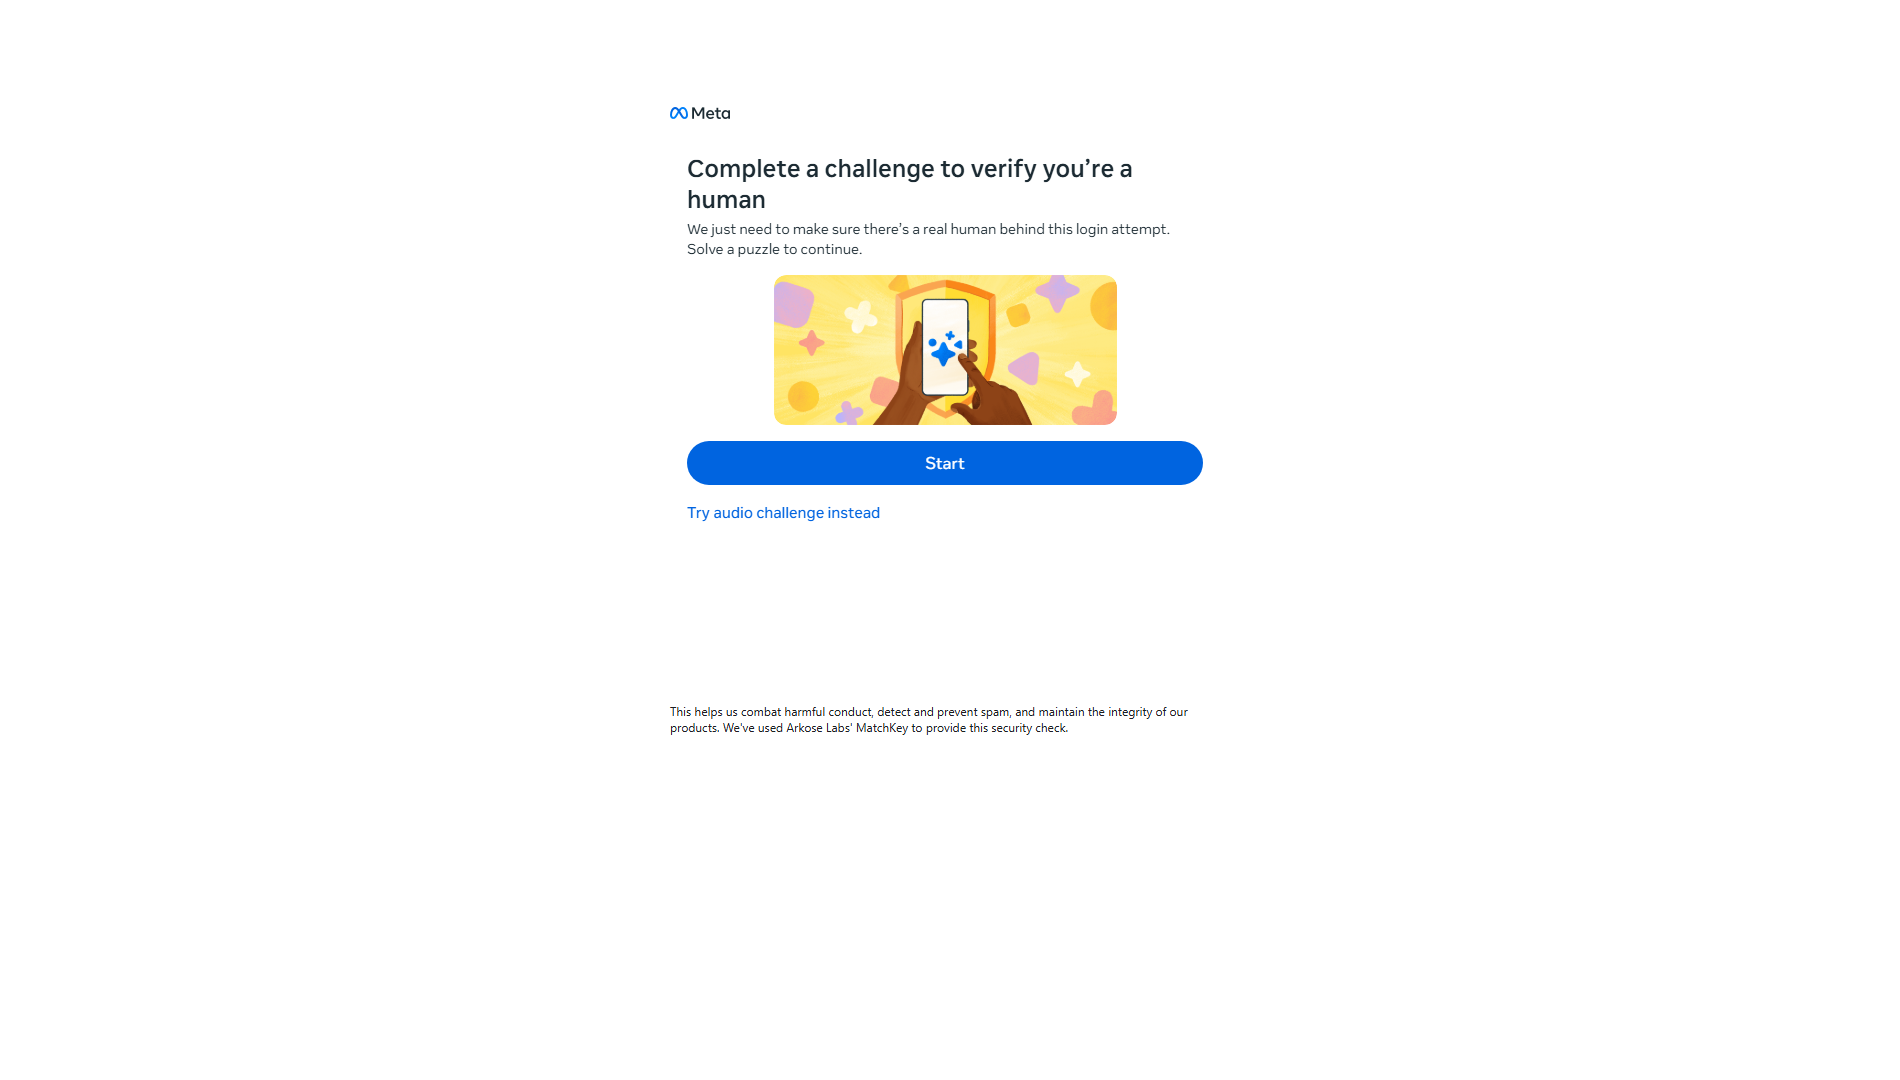 Meta
Complete a challenge to verify you’re a
human
We just need to make sure there’s a real human behind this login attempt.
Solve a puzzle to continue.
Start
Try audio challenge instead
This helps us combat harmful conduct, detect and prevent spam, and maintain the integrity of our
products. We've used Arkose Labs' MatchKey to provide this security check.